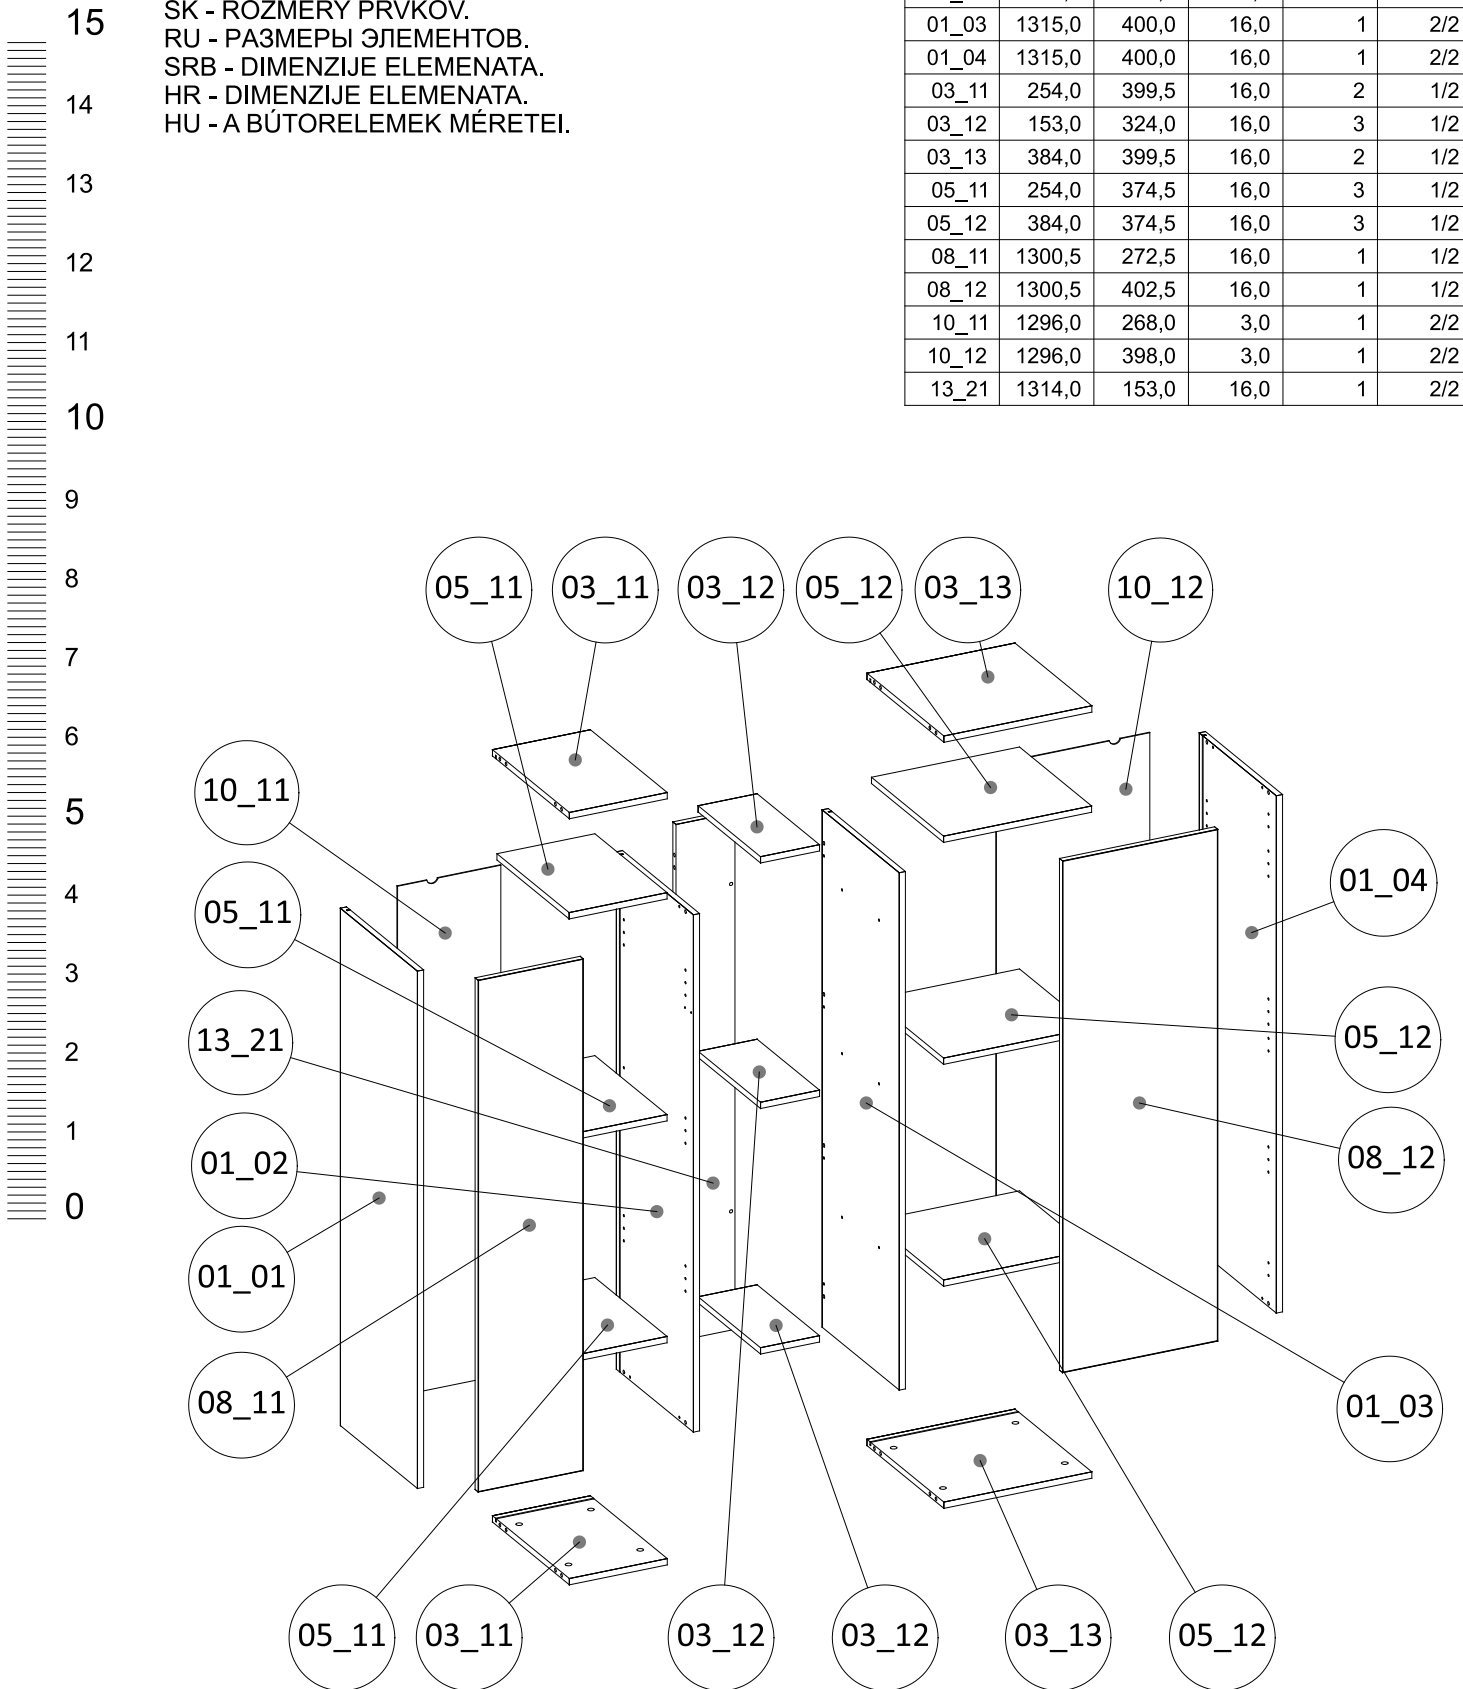 SK - ROZMERY PRVKOV.
RU - РАЗМЕРЫ ЭЛЕМЕНТОВ.
SRB - DIMENZIJE ELEMENATA.
HR - DIMENZIJE ELEMENATA.
HU - A BÚTORELEMEK MÉRETEI.
01_03 1315,0 400,0 16,0 1 2/2
01_04 1315,0 400,0 16,0 1 2/2
03_11 254,0 399,5 16,0 2 1/2
03_12 153,0 324,0 16,0 3 1/2
03_13 384,0 399,5 16,0 2 1/2
05_11 254,0 374,5 16,0 3 1/2
05_12 384,0 374,5 16,0 3 1/2
08_11 1300,5 272,5 16,0 1 1/2
08_12 1300,5 402,5 16,0 1 1/2
10_11 1296,0 268,0 3,0 1 2/2
10_12 1296,0 398,0 3,0 1 2/2
13_21 1314,0 153,0 16,0 1 2/2
15
14
13
12
11
10
9
8
7
6
5
4
3
2
1
0
05_11 03_11 03_12 05_12 03_13 10_12
10_11
05_11
13_21
01_02
01_01
08_11
01_04
05_12
08_12
01_03
05_11 03_11 03_12 03_12 03_13 05_12